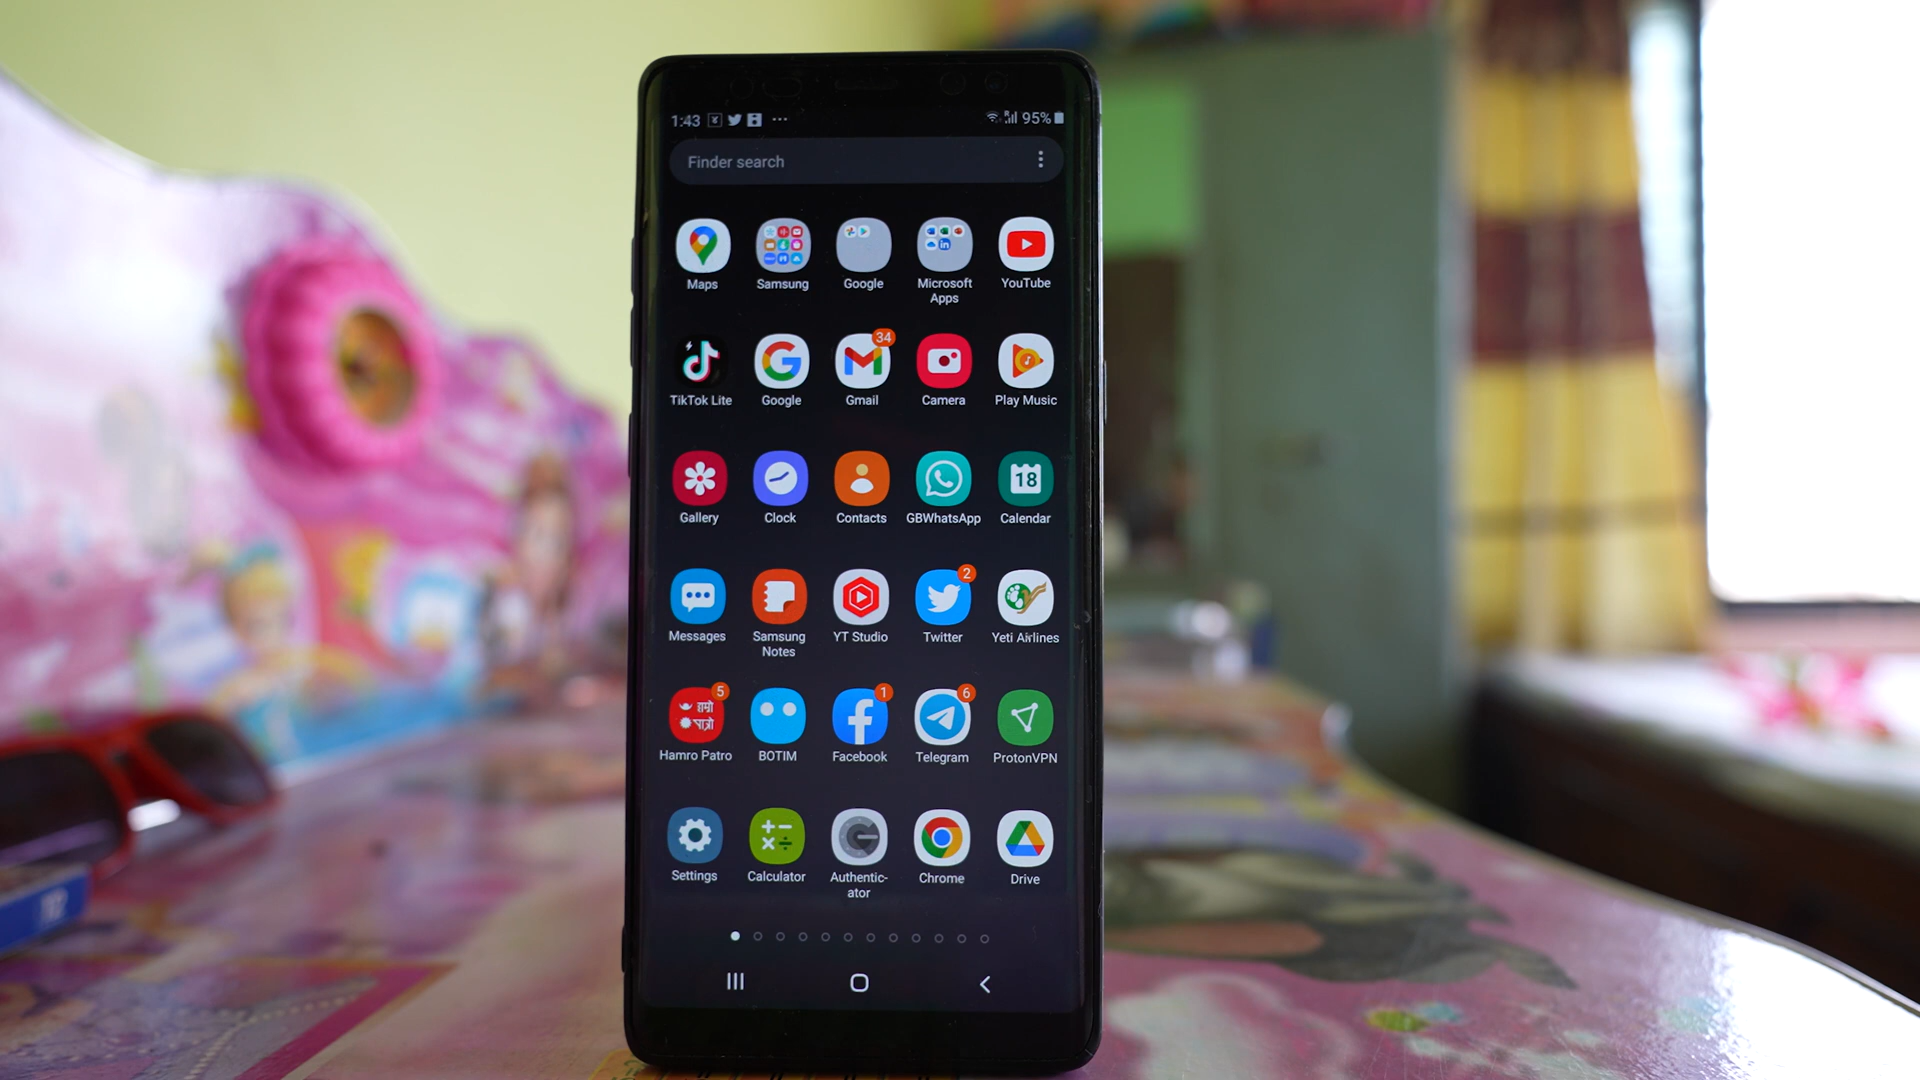 1:43
95%
Finder search
Maps
Samsung
Google
Microsoft
Apps
YouTube
34
TikTok Lite
Google
Gmail
Camera
Play Music
18
Gallery
Clock
Contacts
GBWhatsApp
Calendar
2
Messages
Samsung
Notes
YT Studio
Twitter
Yeti Airlines
5
हाम्रो
पात्रो
1
6
Hamro Patro
BOTIM
Facebook
Telegram
ProtonVPN
Settings
Calculator
Authentic-
ator
Chrome
Drive